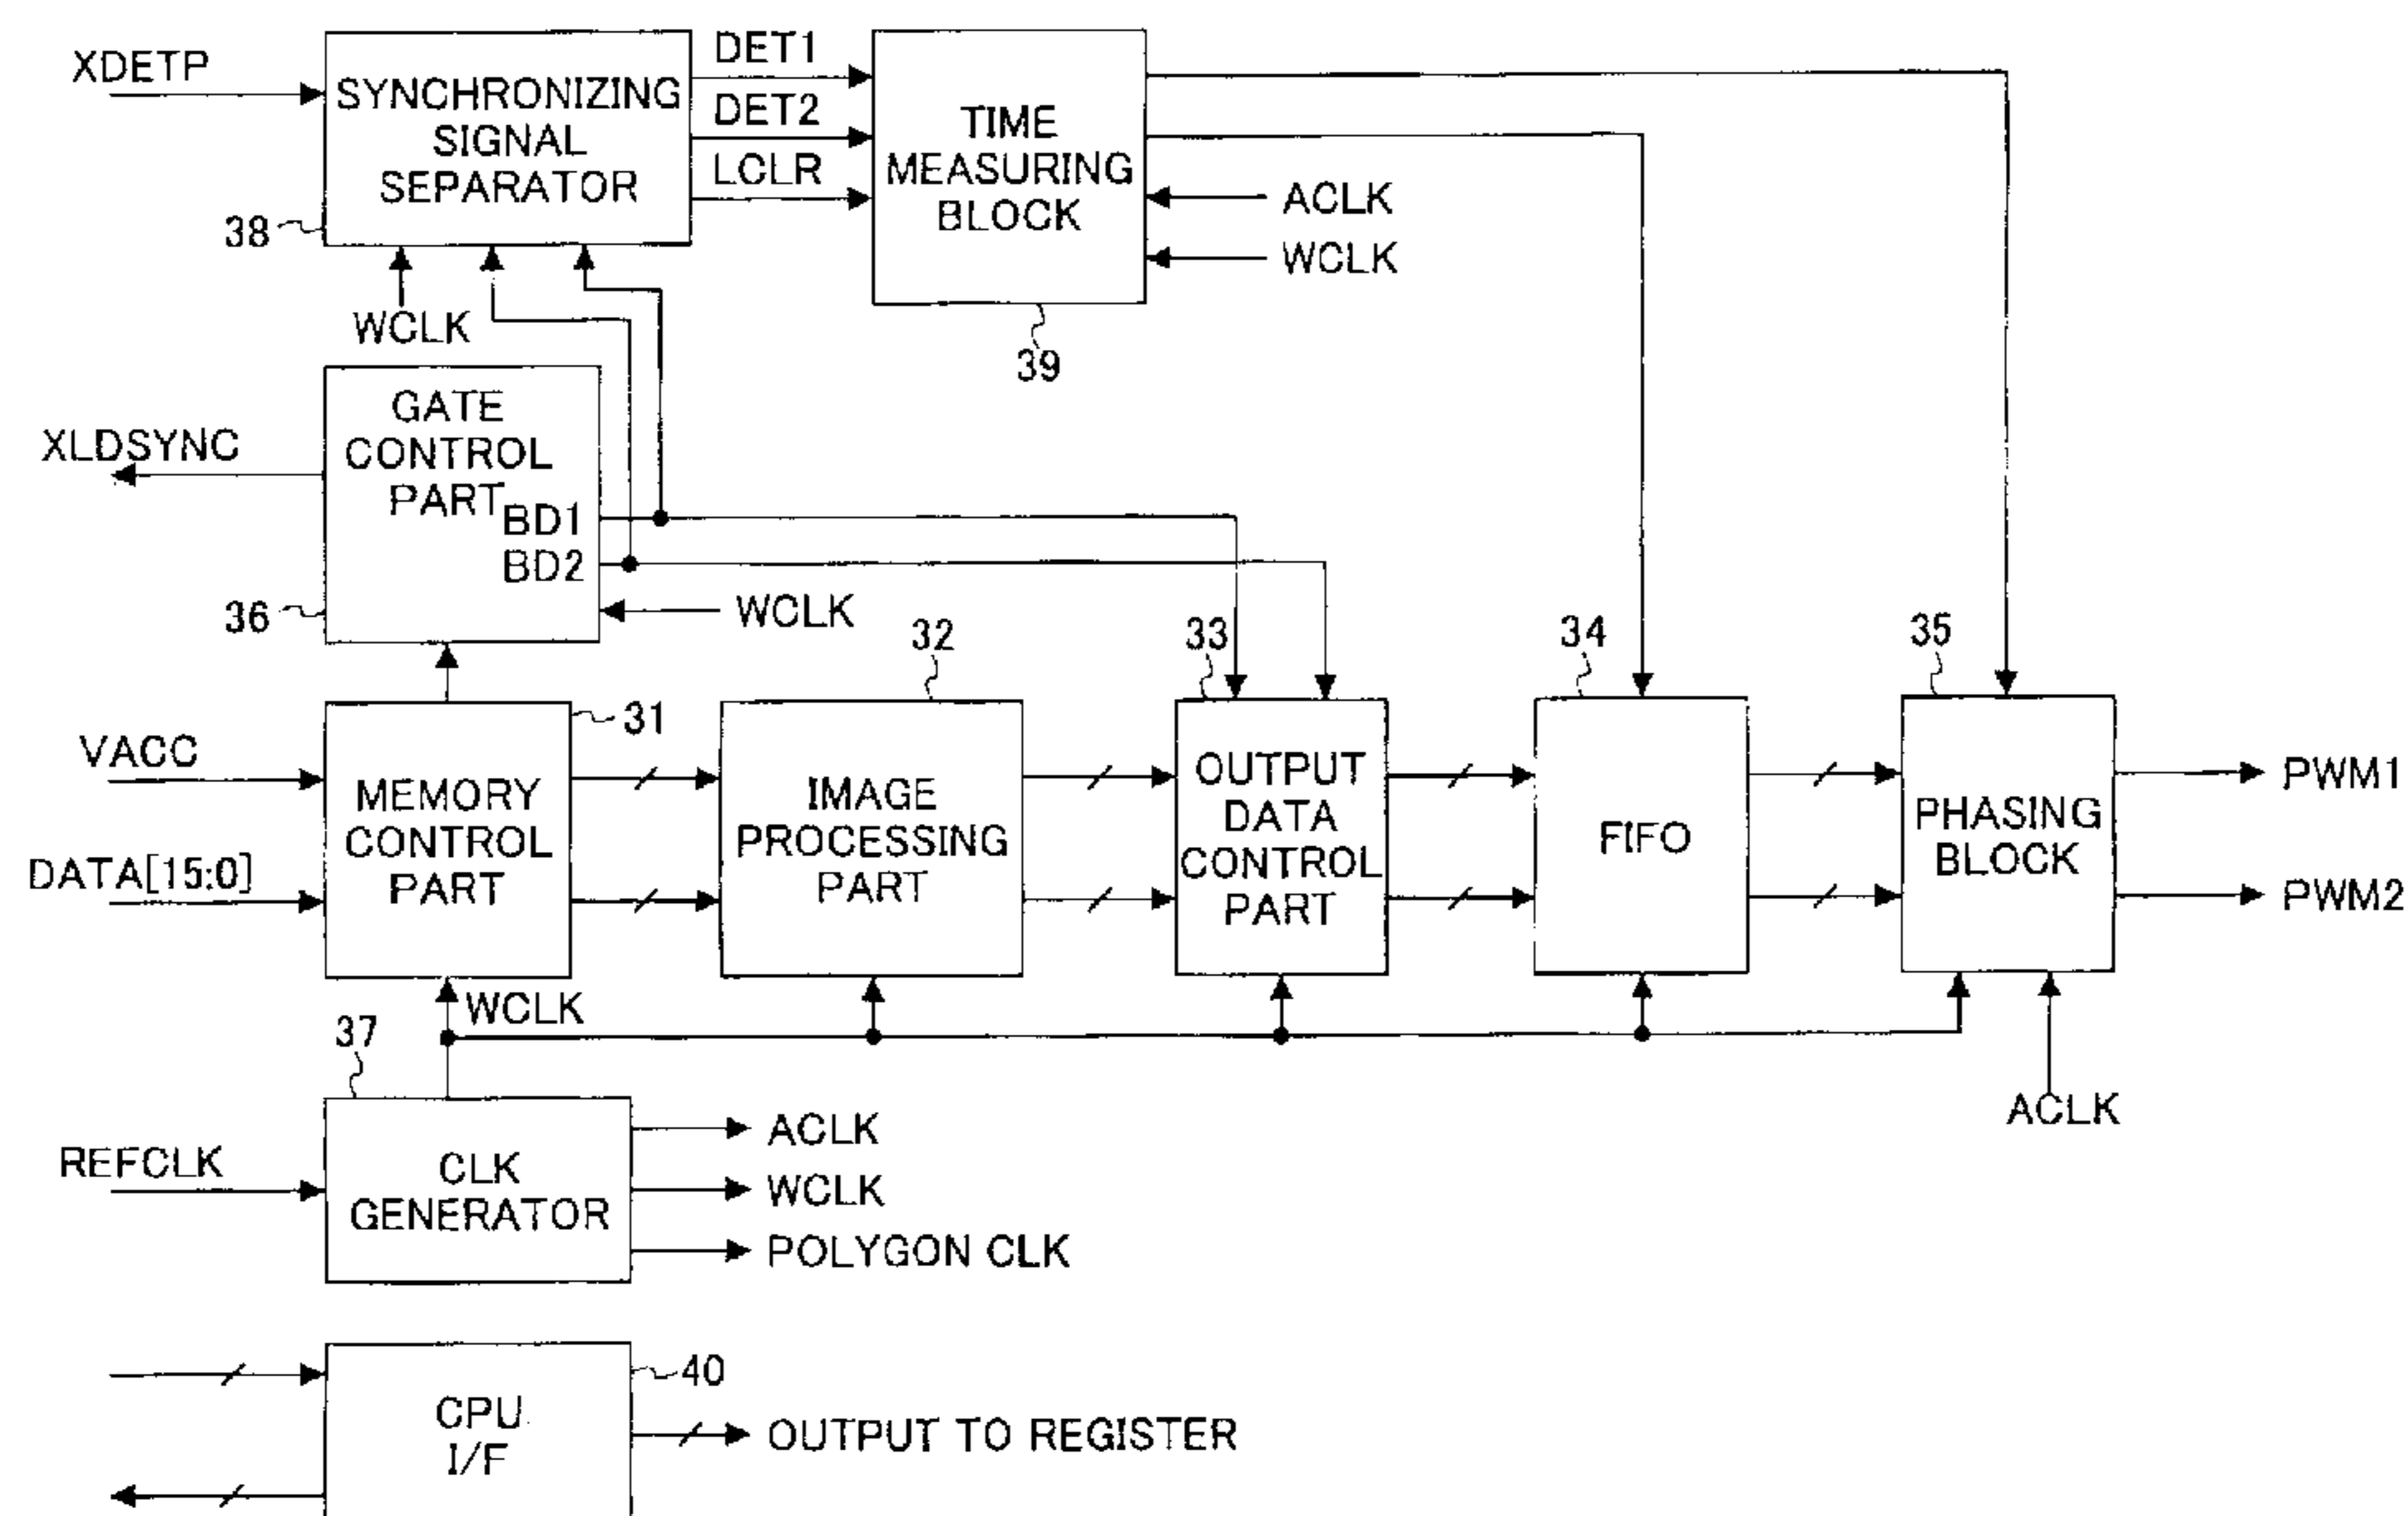 XDETP
SYNCHRONIZING
SIGNAL
SEPARATOR
38
DET1
DET2
LCLR
TIME
MEASURING
BLOCK
39
ACLK
WCLK
WCLK
XLDSYNC
GATE
CONTROL
PART
BD1
BD2
36
WCLK
VACC
DATA[15:0]
MEMORY
CONTROL
PART
31
32
IMAGE
PROCESSING
PART
33
OUTPUT
DATA
CONTROL
PART
34
FIFO
35
PHASING
BLOCK
PWM1
PWM2
WCLK
ACLK
37
REFCLK
CLK
GENERATOR
ACLK
WCLK
POLYGON CLK
CPU
I/F
40
OUTPUT TO REGISTER